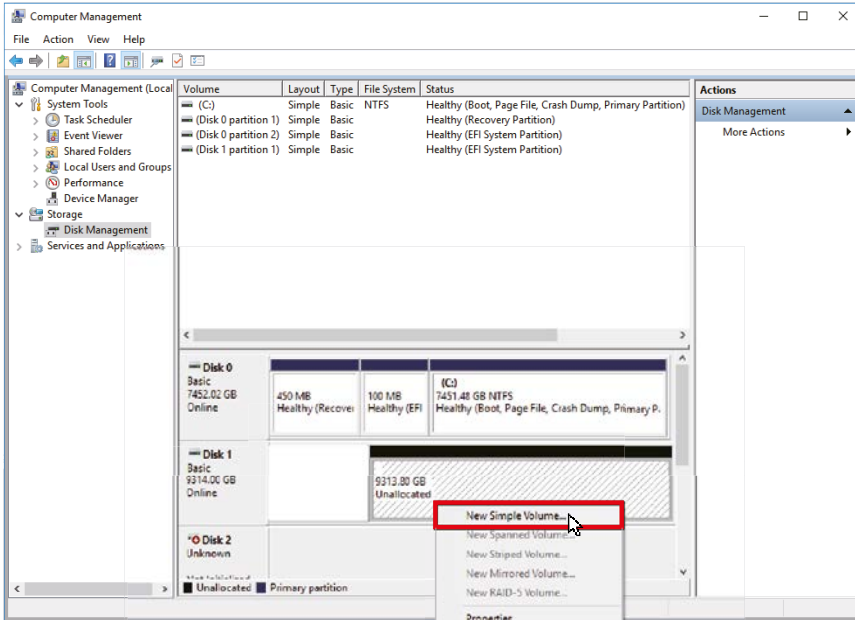 Computer Management
File Action View Help
Computer Management (Local
System Tools
Task Scheduler
Event Viewer
Shared Folders
Local Users and Groups
Performance
Device Manager
Storage
Disk Management
Services and Applications
Volume Layout Type File System Status
(C:) Simple Basic NTFS Healthy (Boot, Page File, Crash Dump, Primary Partition)
(Disk 0 partition 1) Simple Basic Healthy (Recovery Partition)
(Disk 0 partition 2) Simple Basic Healthy (EFI System Partition)
(Disk 1 partition 1) Simple Basic Healthy (EFI System Partition)
Actions
Disk Management
More Actions
Disk 0
Basic
7452.02 GB
Online
450 MB
Healthy (Recover
100 MB
Healthy (EFI
(C:)
7451.48 GB NTFS
Healthy (Boot, Page File, Crash Dump, Primary P.
Disk 1
Basic
9314.00 GB
Online
9313.80 GB
Unallocated
Disk 2
Unknown
Not Initialized
New Simple Volume...
New Spanned Volume...
New Striped Volume...
New Mirrored Volume...
New RAID-5 Volume...
Properties
Unallocated Primary partition